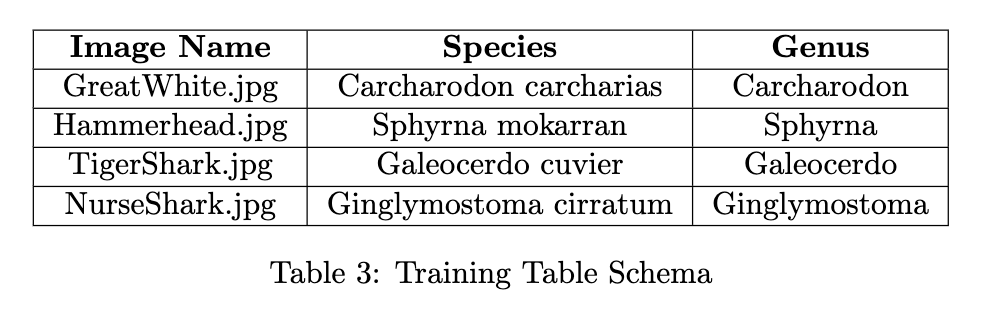 Image Name Species Genus
GreatWhite.jpg Carcharodon carcharias Carcharodon
Hammerhead.jpg Sphyrna mokarran Sphyrna
TigerShark.jpg Galeocerdo cuvier Galeocerdo
NurseShark.jpg Ginglymostoma cirratum Ginglymostoma
Table 3: Training Table Schema